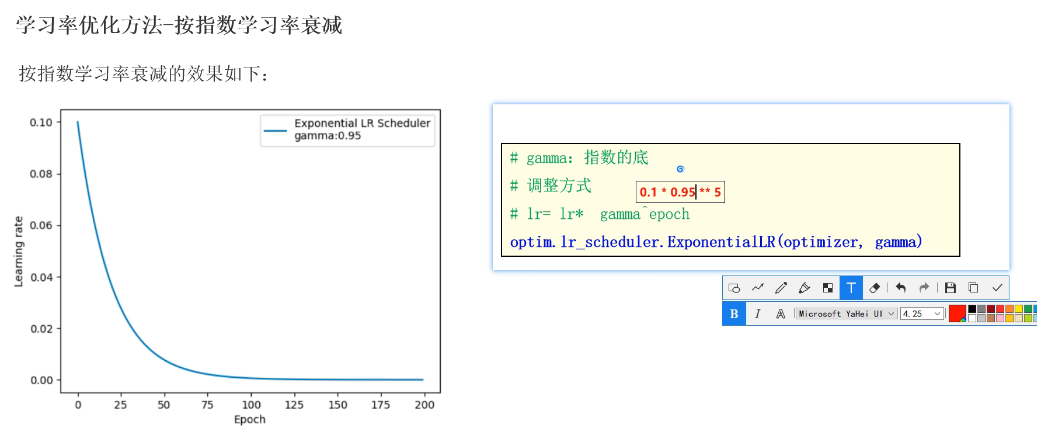 学习率优化方法-按指数学习率衰减
按指数学习率衰减的效果如下：
Exponential LR Scheduler
gamma:0.95
0.10
0.08
0.06
0.04
0.02
0.00
Learning rate
0 25 50 75 100 125 150 175 200
Epoch
# gamma：指数的底
# 调整方式
0.1 * 0.95 ** 5
# lr= lr* gamma^epoch
optim.lr_scheduler.ExponentialLR(optimizer, gamma)
T
B I A Microsoft YaHei UI 4.25